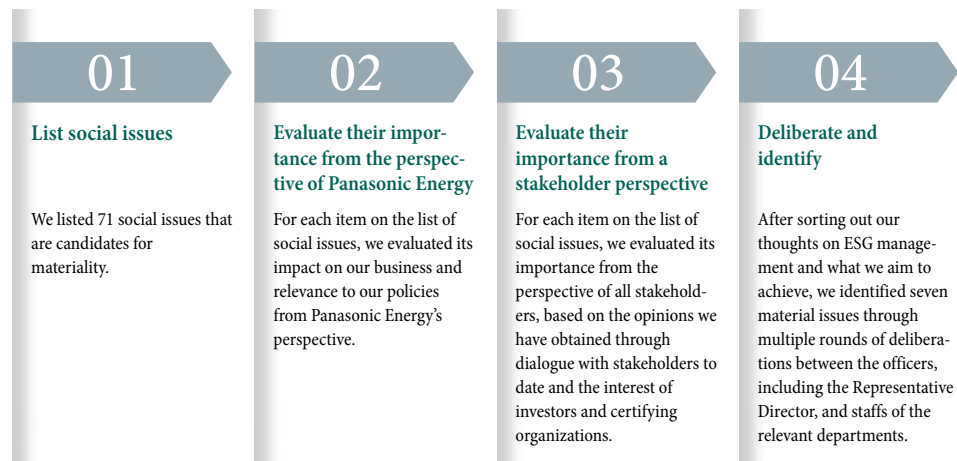 01
List social issues
We listed 71 social issues that
are candidates for
materiality.
02
Evaluate their impor-
tance from the perspec-
tive of Panasonic Energy
For each item on the list of
social issues, we evaluated its
impact on our business and
relevance to our policies
from Panasonic Energy’s
perspective.
03
Evaluate their
importance from a
stakeholder perspective
For each item on the list of
social issues, we evaluated its
importance from the
perspective of all stakehold-
ers, based on the opinions we
have obtained through
dialogue with stakeholders to
date and the interest of
investors and certifying
organizations.
04
Deliberate and
identify
After sorting out our
thoughts on ESG manage-
ment and what we aim to
achieve, we identified seven
material issues through
multiple rounds of delibera-
tions between the officers,
including the Representative
Director, and staffs of the
relevant departments.